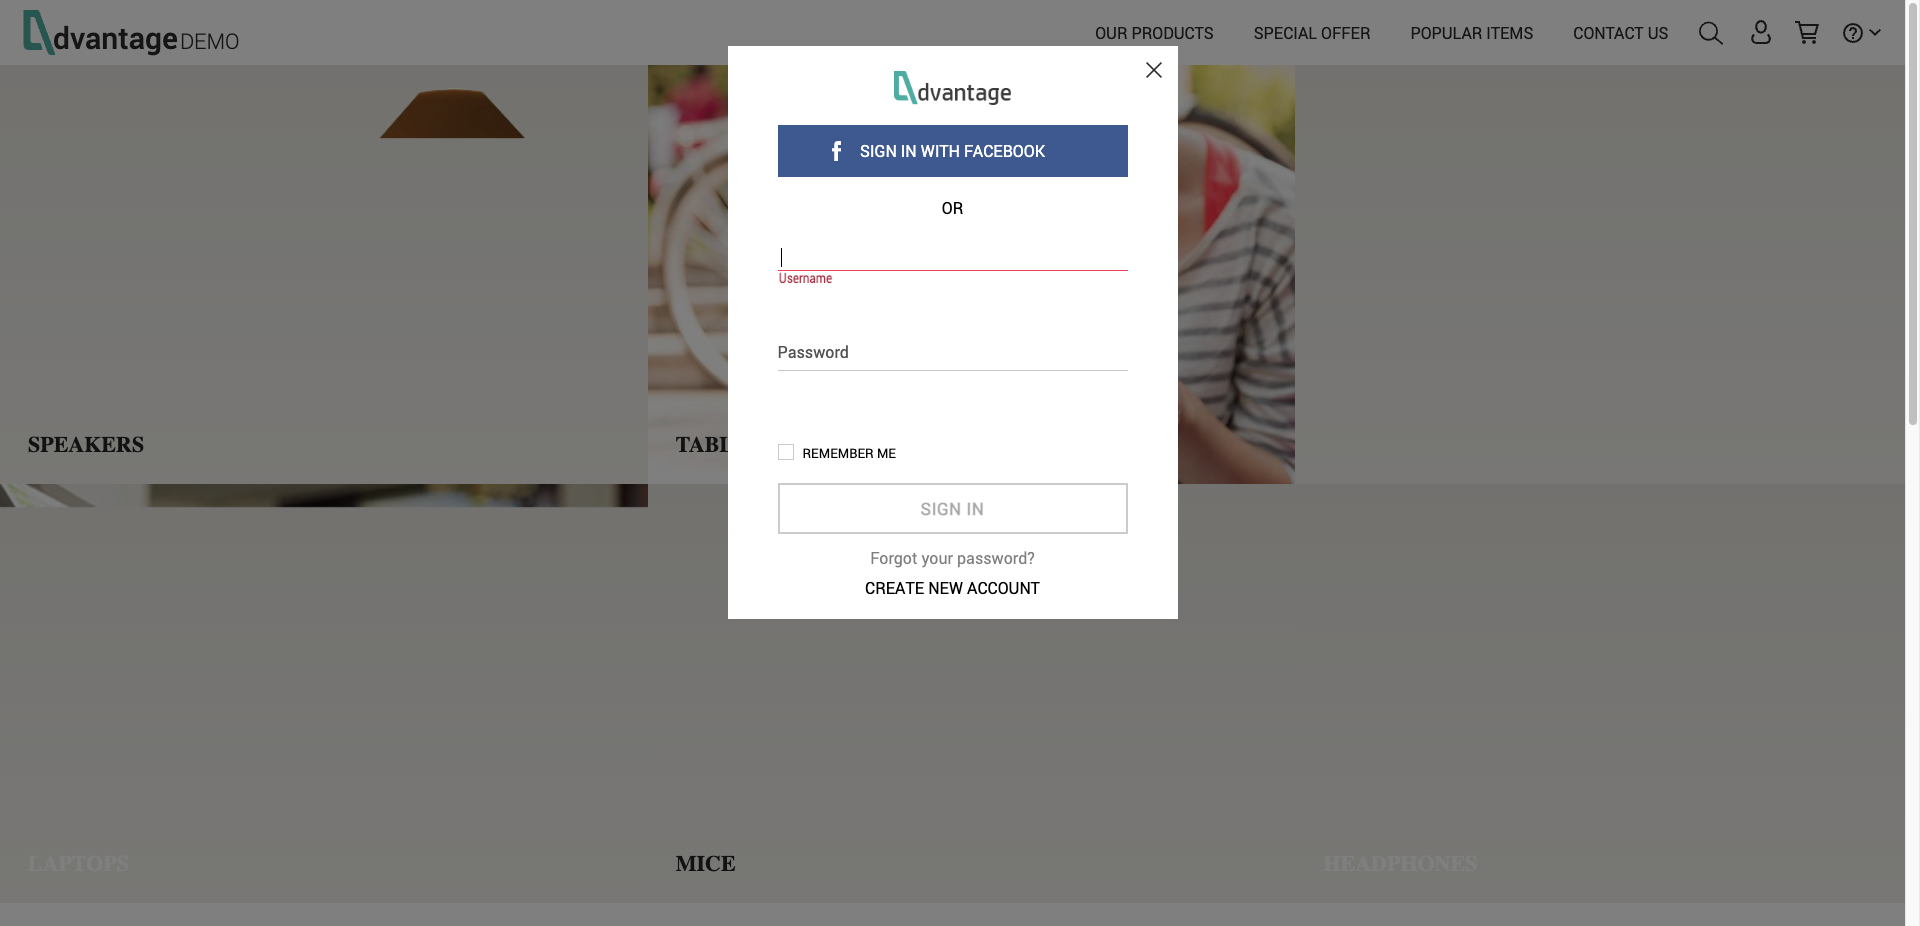 dvantage DEMO
OUR PRODUCTS
SPECIAL OFFER
POPULAR ITEMS
CONTACT US
dvantage
SIGN IN WITH FACEBOOK
OR
Username
Password
REMEMBER ME
SIGN IN
Forgot your password?
CREATE NEW ACCOUNT
SPEAKERS
TABL
LAPTOPS
MICE
HEADPHONES